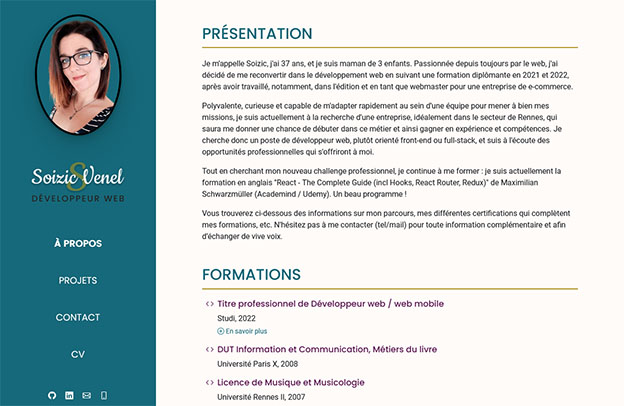 Soizic Venel
DÉVELOPPEUR WEB
À PROPOS
PROJETS
CONTACT
CV
PRÉSENTATION
Je m'appelle Soizic, j'ai 37 ans, et je suis maman de 3 enfants. Passionnée depuis toujours par le web, j'ai
décidé de me reconvertir dans le développement web en suivant une formation diplômante en 2021 et 2022,
après avoir travaillé, notamment, dans l'édition et en tant que webmaster pour une entreprise de e-commerce.
Polyvalente, curieuse et capable de m'adapter rapidement au sein d'une équipe pour mener à bien mes
missions, je suis actuellement à la recherche d'une entreprise, idéalement dans le secteur de Rennes, qui
saura me donner une chance de débuter dans ce métier et ainsi gagner en expérience et compétences. Je
cherche donc un poste de développeur web, plutôt orienté front-end ou full-stack, et suis à l'écoute des
opportunités professionnelles qui s'offriront à moi.
Tout en cherchant mon nouveau challenge professionnel, je continue à me former : je suis actuellement la
formation en anglais "React - The Complete Guide (incl Hooks, React Router, Redux)" de Maximilian
Schwarzmüller (Academind / Udemy). Un beau programme !
Vous trouverez ci-dessous des informations sur mon parcours, mes différentes certifications qui complètent
mes formations, etc. N'hésitez pas à me contacter (tel/mail) pour toute information complémentaire et afin
d'échanger de vive voix.
FORMATIONS
Titre professionnel de Développeur web / web mobile
Studi, 2022
En savoir plus
DUT Information et Communication, Métiers du livre
Université Paris X, 2008
Licence de Musique et Musicologie
Université Rennes II, 2007